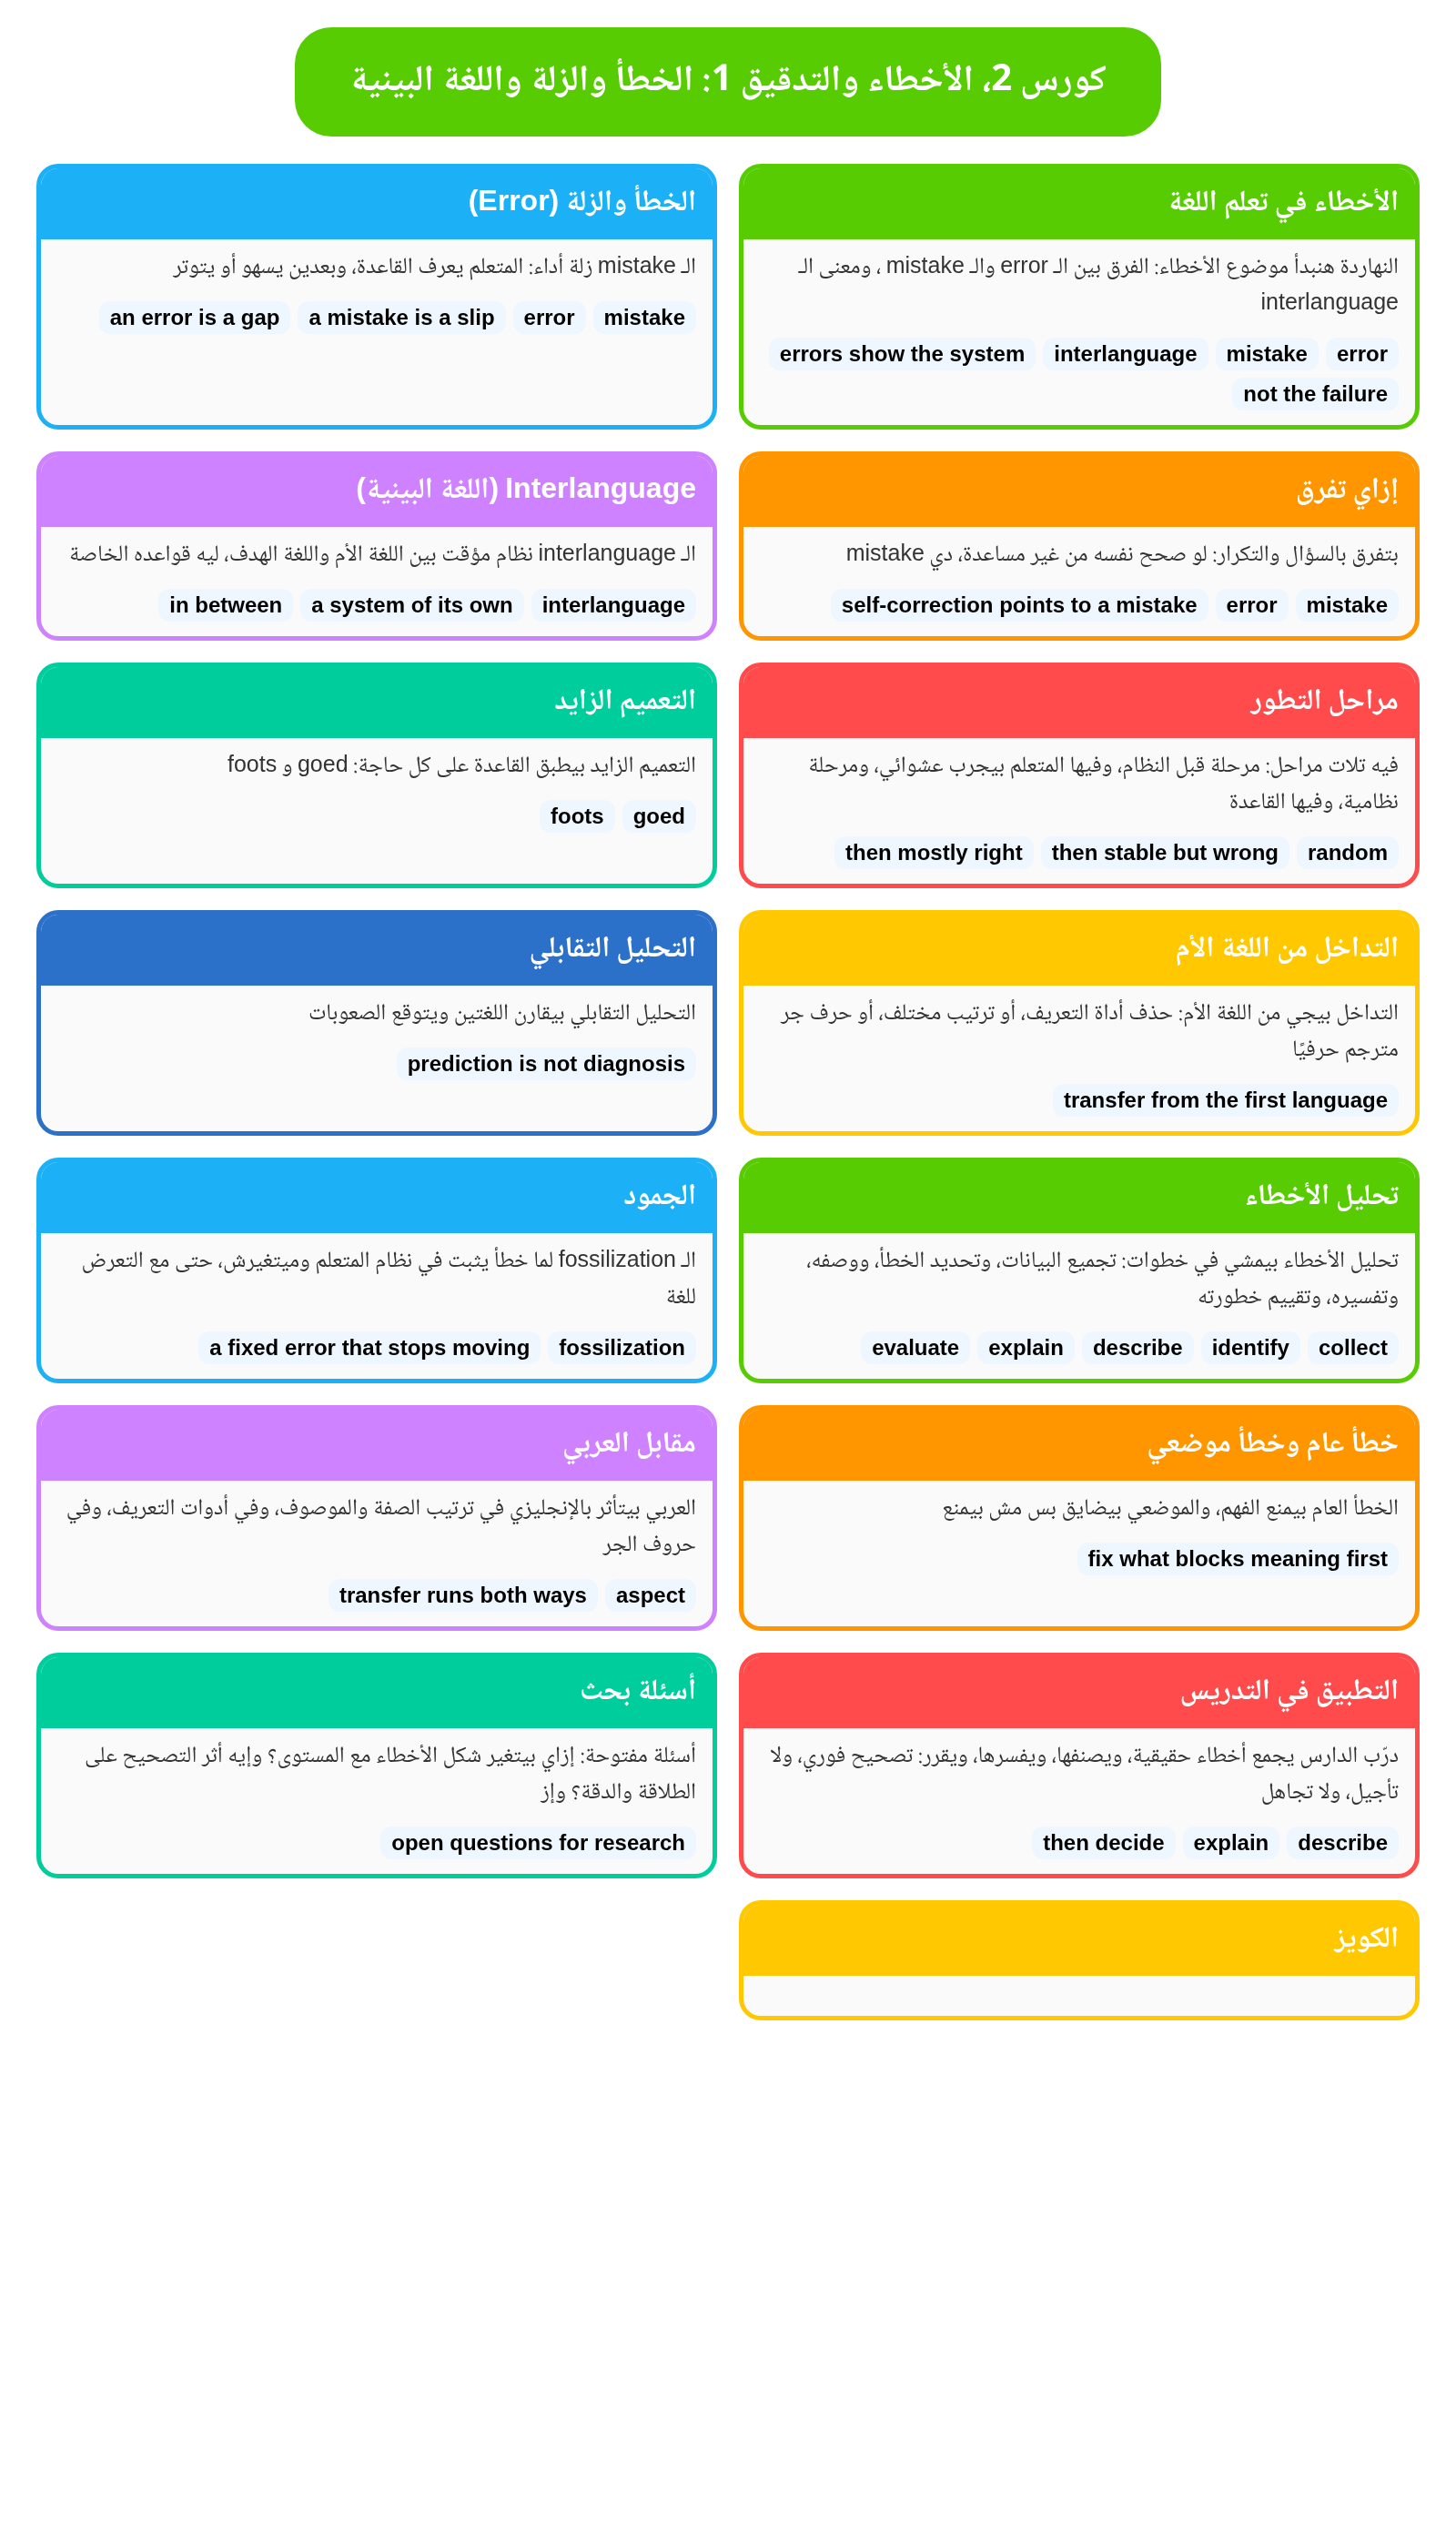 كورس 2، الأخطاء والتدقيق 1: الخطأ والزلة واللغة البينية
الأخطاء في تعلم اللغة
النهاردة هنبدأ موضوع الأخطاء: الفرق بين الـ error والـ mistake ، ومعنى الـ
interlanguage
error mistake interlanguage errors show the system
not the failure
الخطأ والزلة (Error)
الـ mistake زلة أداء: المتعلم يعرف القاعدة، وبعدين يسهو أو يتوتر
mistake error a mistake is a slip an error is a gap
إزاي تفرق
بتفرق بالسؤال والتكرار: لو صحح نفسه من غير مساعدة، دي mistake
mistake error self-correction points to a mistake
Interlanguage (اللغة البينية)
الـ interlanguage نظام مؤقت بين اللغة الأم واللغة الهدف، ليه قواعده الخاصة
interlanguage a system of its own in between
مراحل التطور
فيه تلات مراحل: مرحلة قبل النظام، وفيها المتعلم بيجرب عشوائي، ومرحلة
نظامية، وفيها القاعدة
random then stable but wrong then mostly right
التعميم الزايد
التعميم الزايد بيطبق القاعدة على كل حاجة: goed و foots
goed foots
التداخل من اللغة الأم
التداخل بيجي من اللغة الأم: حذف أداة التعريف، أو ترتيب مختلف، أو حرف جر
مترجم حرفيًا
transfer from the first language
التحليل التقابلي
التحليل التقابلي بيقارن اللغتين ويتوقع الصعوبات
prediction is not diagnosis
تحليل الأخطاء
تحليل الأخطاء بيمشي في خطوات: تجميع البيانات، وتحديد الخطأ، ووصفه،
وتفسيره، وتقييم خطورته
collect identify describe explain evaluate
الجمود
الـ fossilization لما خطأ يثبت في نظام المتعلم وميتغيرش، حتى مع التعرض
للغة
fossilization a fixed error that stops moving
خطأ عام وخطأ موضعي
الخطأ العام بيمنع الفهم، والموضعي بيضايق بس مش بيمنع
fix what blocks meaning first
مقابل العربي
العربي بيتأثر بالإنجليزي في ترتيب الصفة والموصوف، وفي أدوات التعريف، وفي
حروف الجر
aspect transfer runs both ways
التطبيق في التدريس
درّب الدارس يجمع أخطاء حقيقية، ويصنفها، ويفسرها، ويقرر: تصحيح فوري، ولا
تأجيل، ولا تجاهل
describe explain then decide
أسئلة بحث
أسئلة مفتوحة: إزاي بيتغير شكل الأخطاء مع المستوى؟ وإيه أثر التصحيح على
الطلاقة والدقة؟ وإز
open questions for research
الكويز